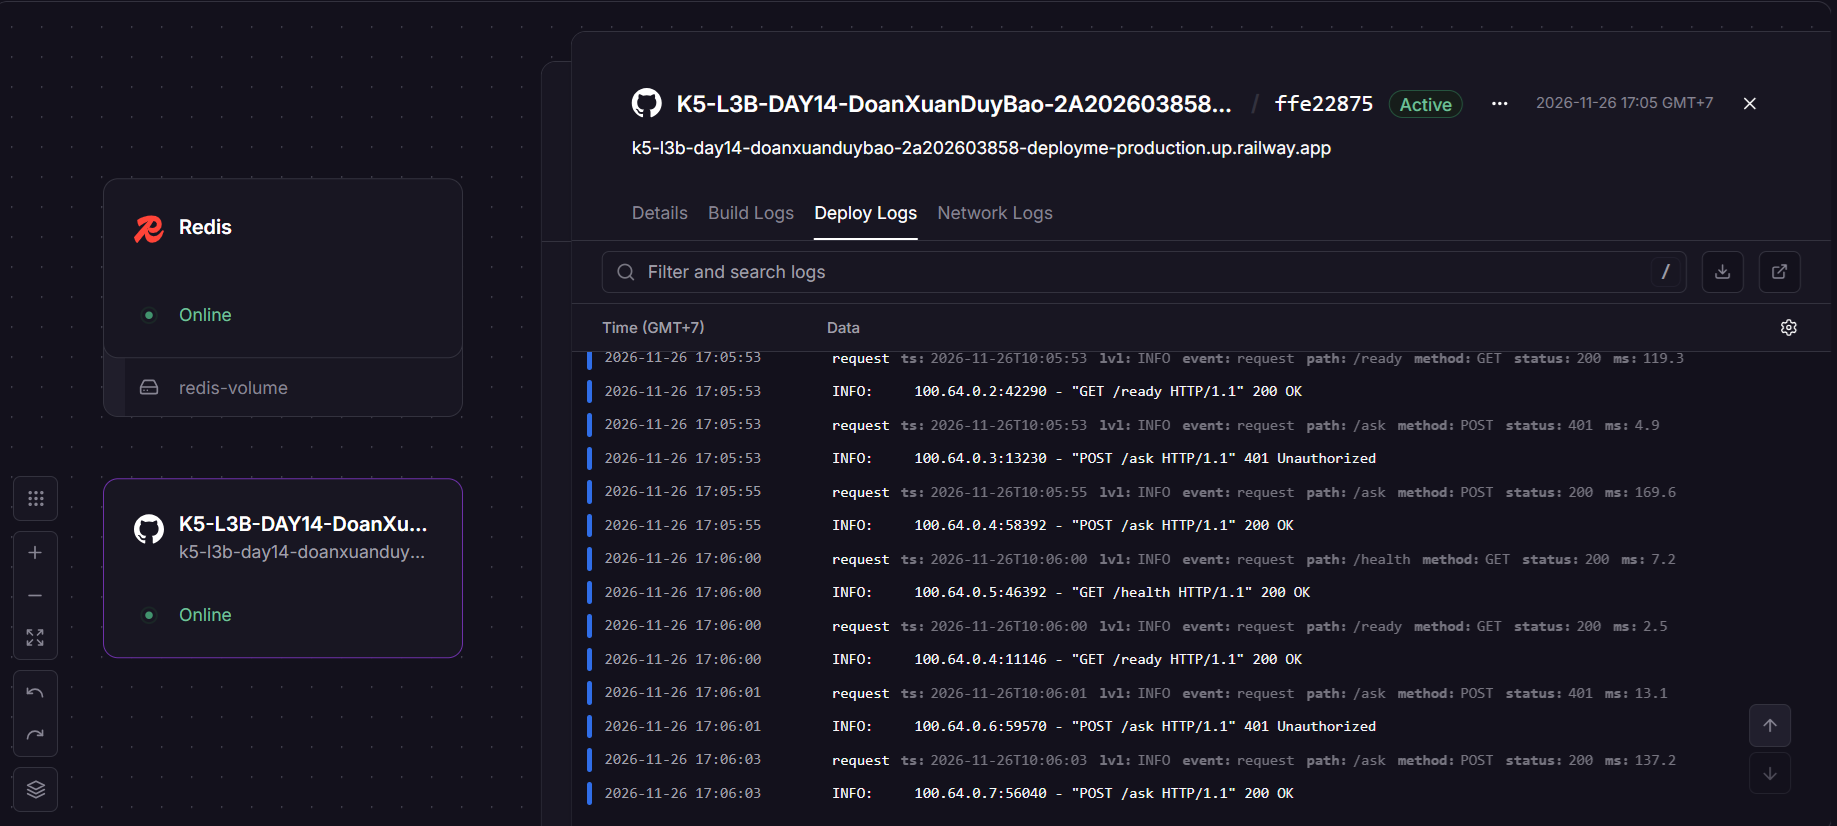 Redis
Online
redis-volume
K5-L3B-DAY14-DoanXu...
k5-l3b-day14-doanxuanduy...
Online
K5-L3B-DAY14-DoanXuanDuyBao-2A202603858... / ffe22875 Active ... 2026-11-26 17:05 GMT+7
k5-l3b-day14-doanxuanduybao-2a202603858-deployme-production.up.railway.app
Details Build Logs Deploy Logs Network Logs
Filter and search logs /
Time (GMT+7) Data
2026-11-26 17:05:53 request ts: 2026-11-26T10:05:53 lvl: INFO event: request path: /ready method: GET status: 200 ms: 119.3
2026-11-26 17:05:53 INFO: 100.64.0.2:42290 - "GET /ready HTTP/1.1" 200 OK
2026-11-26 17:05:53 request ts: 2026-11-26T10:05:53 lvl: INFO event: request path: /ask method: POST status: 401 ms: 4.9
2026-11-26 17:05:53 INFO: 100.64.0.3:13230 - "POST /ask HTTP/1.1" 401 Unauthorized
2026-11-26 17:05:55 request ts: 2026-11-26T10:05:55 lvl: INFO event: request path: /ask method: POST status: 200 ms: 169.6
2026-11-26 17:05:55 INFO: 100.64.0.4:58392 - "POST /ask HTTP/1.1" 200 OK
2026-11-26 17:06:00 request ts: 2026-11-26T10:06:00 lvl: INFO event: request path: /health method: GET status: 200 ms: 7.2
2026-11-26 17:06:00 INFO: 100.64.0.5:46392 - "GET /health HTTP/1.1" 200 OK
2026-11-26 17:06:00 request ts: 2026-11-26T10:06:00 lvl: INFO event: request path: /ready method: GET status: 200 ms: 2.5
2026-11-26 17:06:00 INFO: 100.64.0.4:11146 - "GET /ready HTTP/1.1" 200 OK
2026-11-26 17:06:01 request ts: 2026-11-26T10:06:01 lvl: INFO event: request path: /ask method: POST status: 401 ms: 13.1
2026-11-26 17:06:01 INFO: 100.64.0.6:59570 - "POST /ask HTTP/1.1" 401 Unauthorized
2026-11-26 17:06:03 request ts: 2026-11-26T10:06:03 lvl: INFO event: request path: /ask method: POST status: 200 ms: 137.2
2026-11-26 17:06:03 INFO: 100.64.0.7:56040 - "POST /ask HTTP/1.1" 200 OK